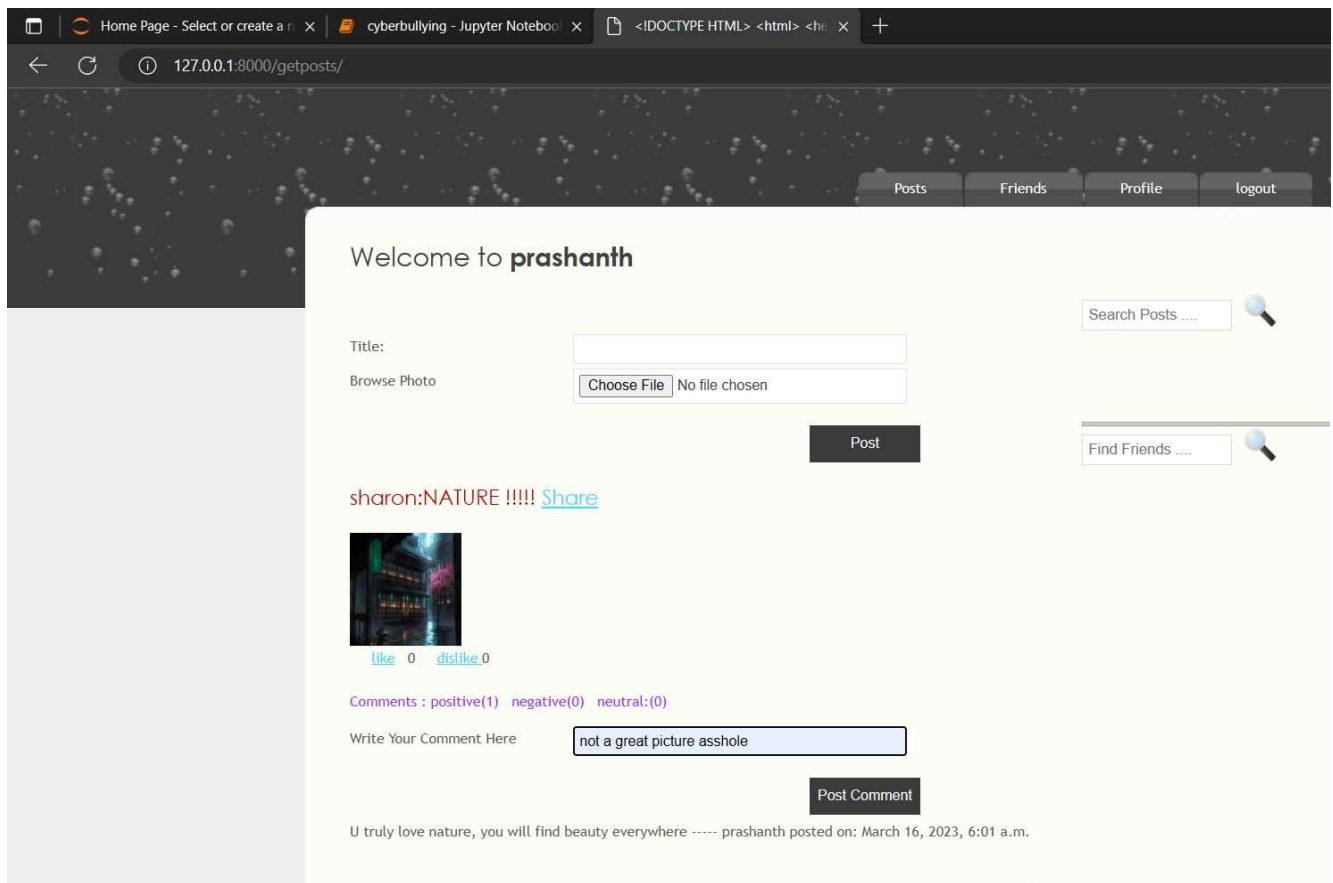 Home Page - Select or create a n
cyberbullying - Jupyter Noteboo
<!DOCTYPE HTML> <html> <he
127.0.0.1:8000/getposts/
Posts Friends Profile logout
Welcome to prashanth
Search Posts ....
Title:
Browse Photo Choose File No file chosen
Post
Find Friends ....
sharon:NATURE !!!!! Share
like 0 dislike 0
Comments : positive(1) negative(0) neutral:(0)
Write Your Comment Here not a great picture asshole
Post Comment
U truly love nature, you will find beauty everywhere ----- prashanth posted on: March 16, 2023, 6:01 a.m.